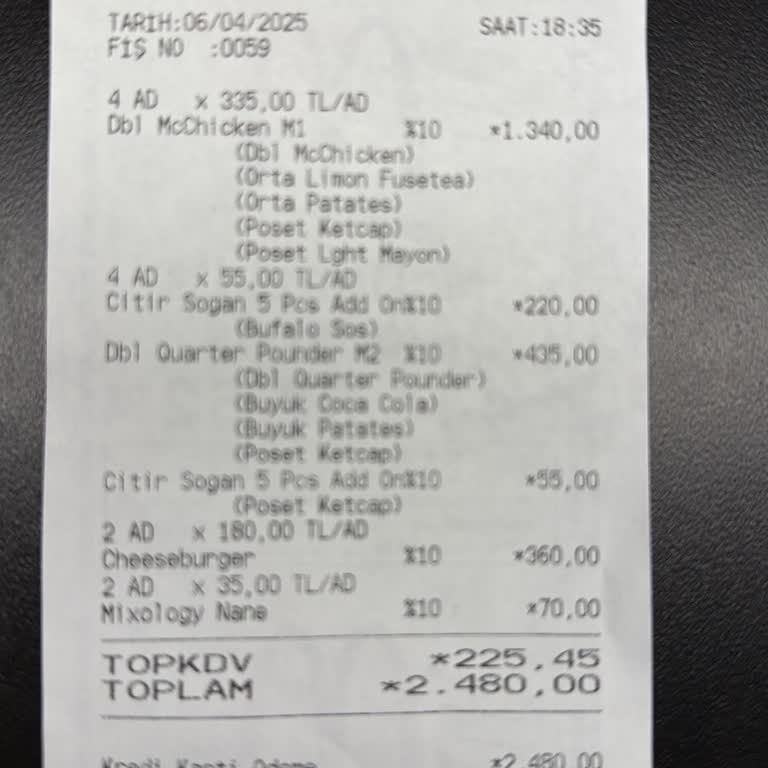 TARİH:06/04/2025 SAAT:18:35
FİŞ NO :0059
4 AD x 335,00 TL/AD
Dbl McChicken M1 %10 *1.340,00
(Dbl McChicken)
(Orta Limon Fusetea)
(Orta Patates)
(Poset Ketcap)
(Poset Lght Mayon)
4 AD x 55,00 TL/AD
Citir Sogan 5 Pcs Add On%10 *220,00
(Bufalo Sos)
Dbl Quarter Pounder M2 %10 *435,00
(Dbl Quarter Pounder)
(Buyuk Coca Cola)
(Buyuk Patates)
(Poset Ketcap)
Citir Sogan 5 Pcs Add On%10 *55,00
(Poset Ketcap)
2 AD x 180,00 TL/AD
Cheeseburger %10 *360,00
2 AD x 35,00 TL/AD
Mixology Nane %10 *70,00
TOPKDV *225,45
TOPLAM *2.480,00
Kredi Karti Odeme *2.480,00